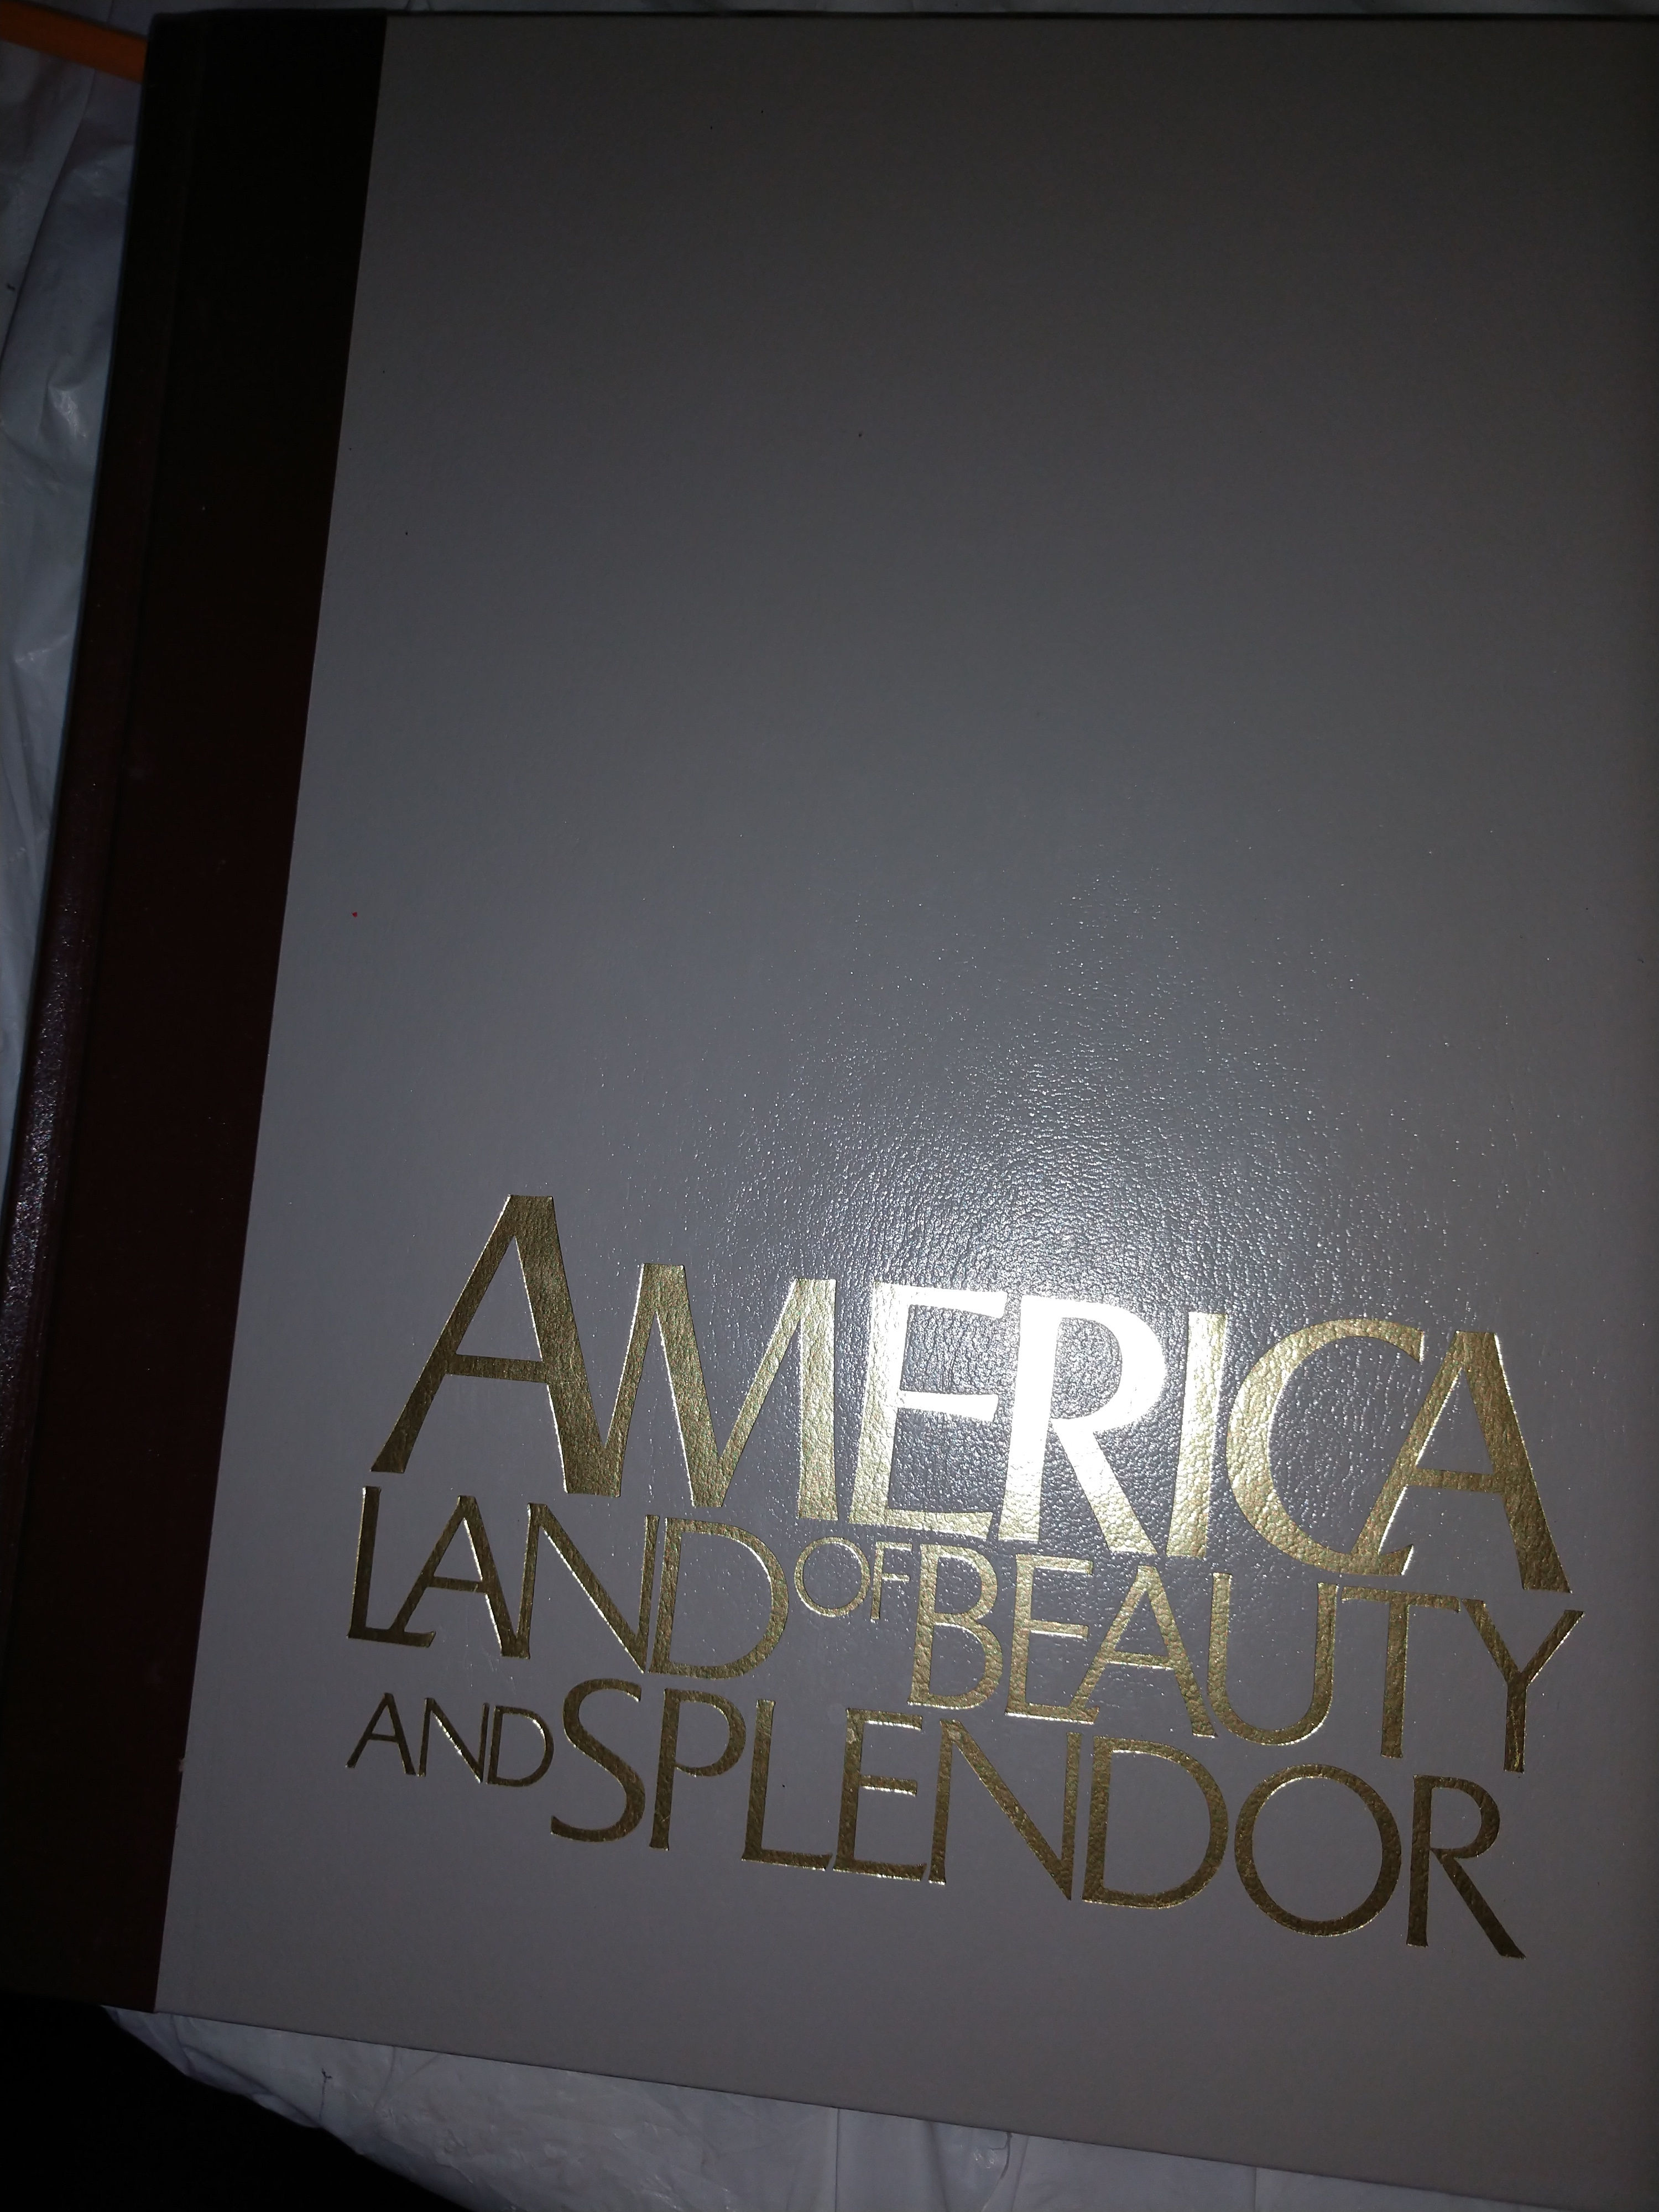 AMERICA
LAND OF BEAUTY
AND SPLENDOR